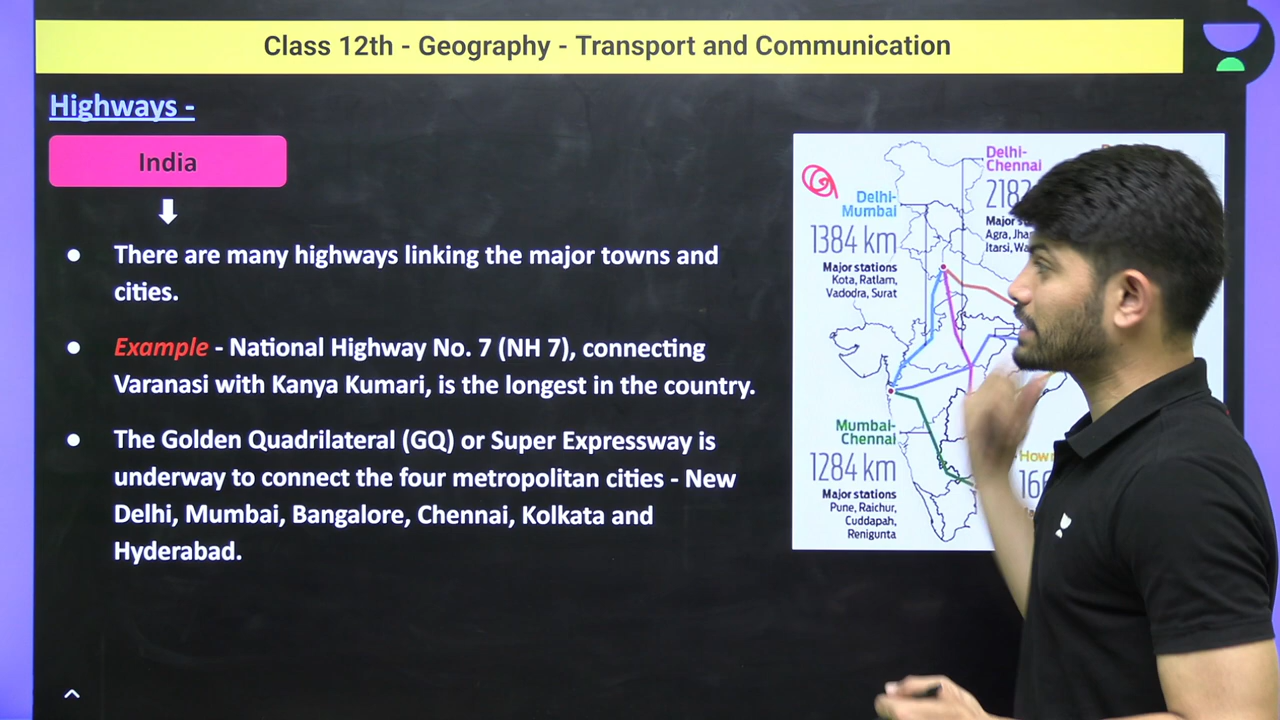 Class 12th - Geography - Transport and Communication
Highways -
India
There are many highways linking the major towns and
cities.
Example - National Highway No. 7 (NH 7), connecting
Varanasi with Kanya Kumari, is the longest in the country.
The Golden Quadrilateral (GQ) or Super Expressway is
underway to connect the four metropolitan cities - New
Delhi, Mumbai, Bangalore, Chennai, Kolkata and
Hyderabad.
Delhi-
Chennai
Major
Agra,
Itarsi,
Delhi-
Mumbai
1384 km
Major stations
Kota, Ratlam,
Vadodra, Surat
Mumbai-
Chennai
1284 km
Major stations
Pune, Raichur,
Cuddapah,
Renigunta